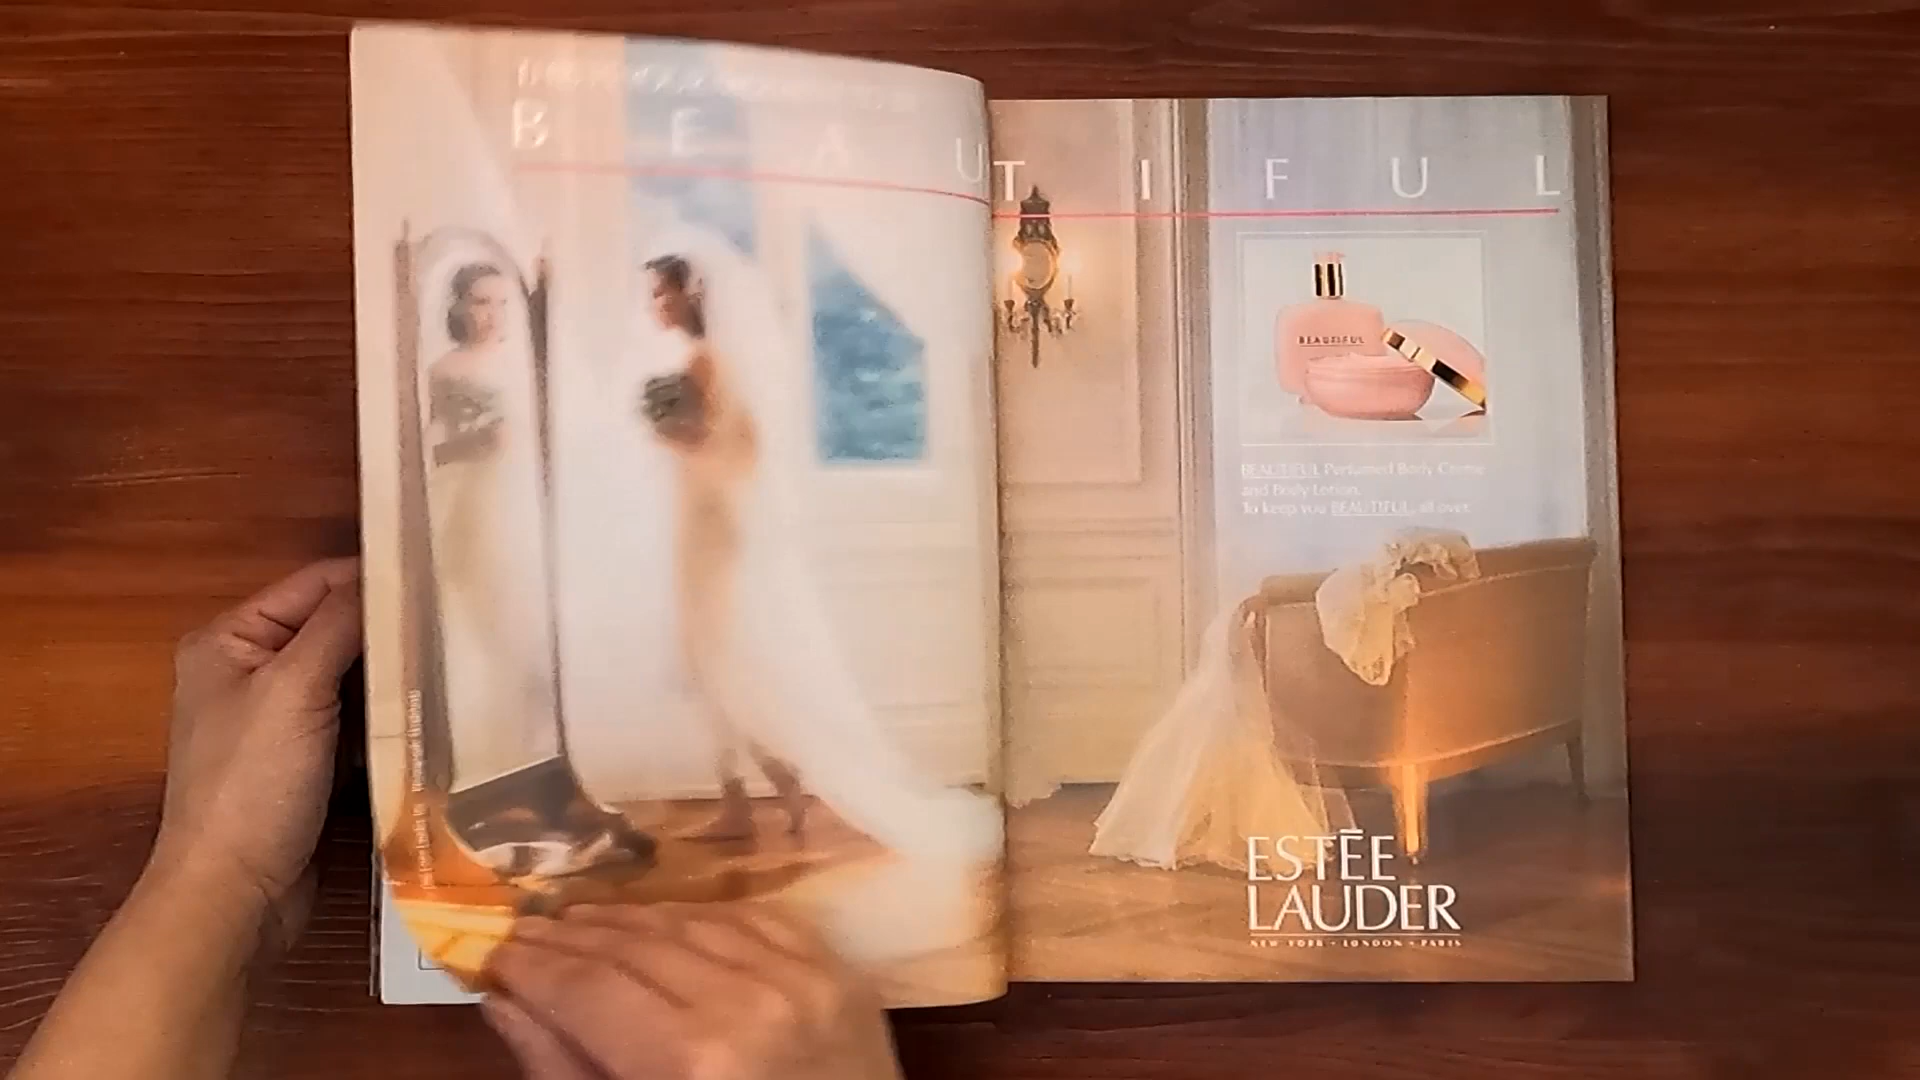 B E A U T I F U L
BEAUTIFUL
BEAUTIFUL Perfumed Body Creme
and Body Lotion.
To keep you BEAUTIFUL, all over.
ESTĒE
LAUDER
NEW YORK • LONDON • PARIS